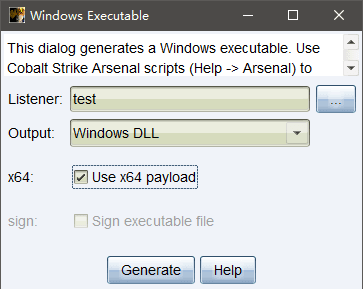 Windows Executable
This dialog generates a Windows executable. Use
Cobalt Strike Arsenal scripts (Help -> Arsenal) to
Listener: test ...
Output: Windows DLL
x64: Use x64 payload
sign: Sign executable file
Generate Help